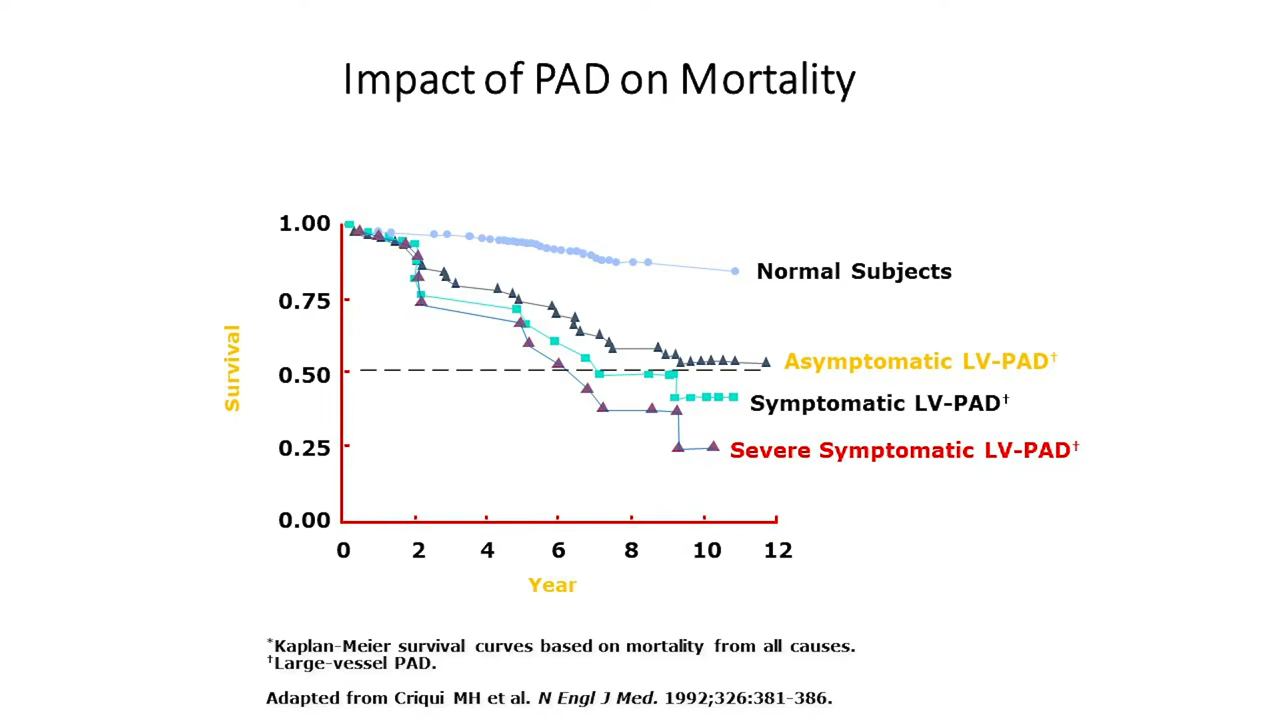 Impact of PAD on Mortality
1.00
0.75
0.50
0.25
0.00
Survival
0 2 4 6 8 10 12
Year
Normal Subjects
Asymptomatic LV-PAD†
Symptomatic LV-PAD†
Severe Symptomatic LV-PAD†
*Kaplan-Meier survival curves based on mortality from all causes.
†Large-vessel PAD.
Adapted from Criqui MH et al. N Engl J Med. 1992;326:381-386.